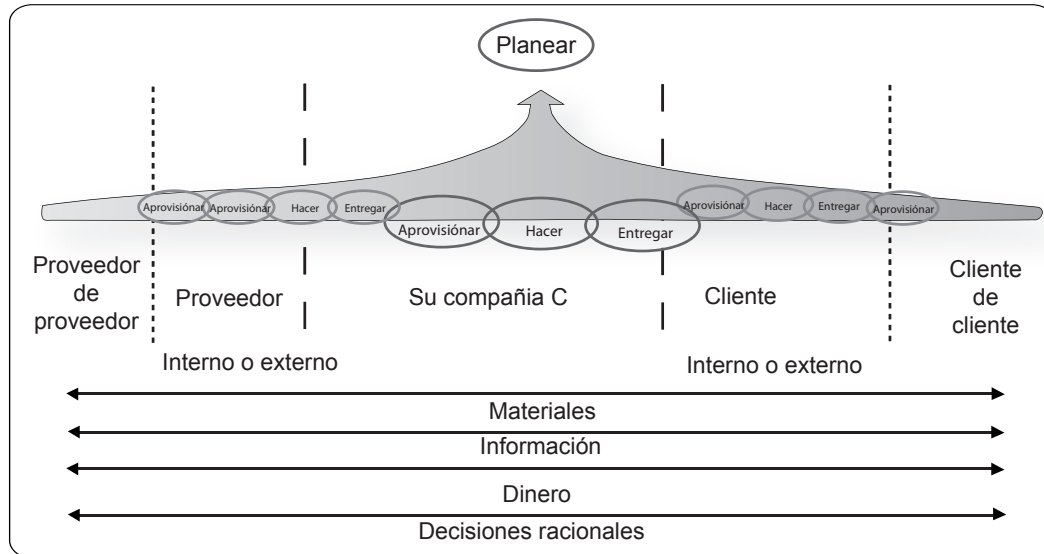 Planear
Aprovisiónar Aprovisiónar Hacer Entregar Aprovisiónar Hacer Entregar Aprovisiónar Hacer Entregar Aprovisiónar
Proveedor
de
proveedor
Proveedor
Su compañia C
Cliente
Cliente
de
cliente
Interno o externo
Interno o externo
Materiales
Información
Dinero
Decisiones racionales